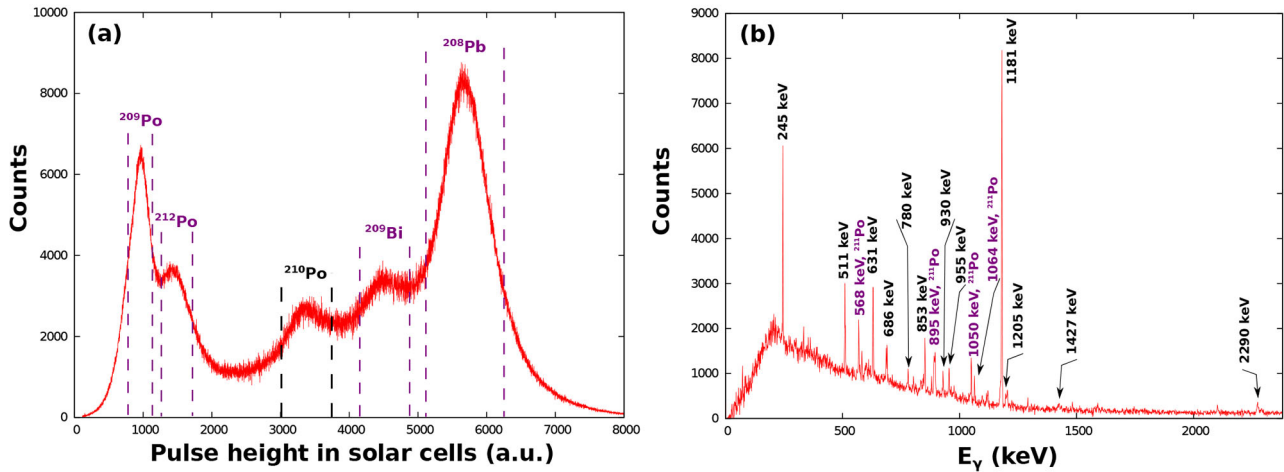 (a)
10000
8000
6000
4000
2000
0
Counts
²⁰⁹Po
²¹²Po
²¹⁰Po
²⁰⁹Bi
²⁰⁸Pb
0 1000 2000 3000 4000 5000 6000 7000 8000
Pulse height in solar cells (a.u.)
(b)
9000
8000
7000
6000
5000
4000
3000
2000
1000
0
Counts
245 keV
511 keV
568 keV, ²¹¹Po
631 keV
686 keV
780 keV
853 keV
895 keV, ²¹¹Po
930 keV
955 keV
1050 keV, ²¹¹Po
1064 keV, ²¹¹Po
1181 keV
1205 keV
1427 keV
2290 keV
0 500 1000 1500 2000
Eγ (keV)